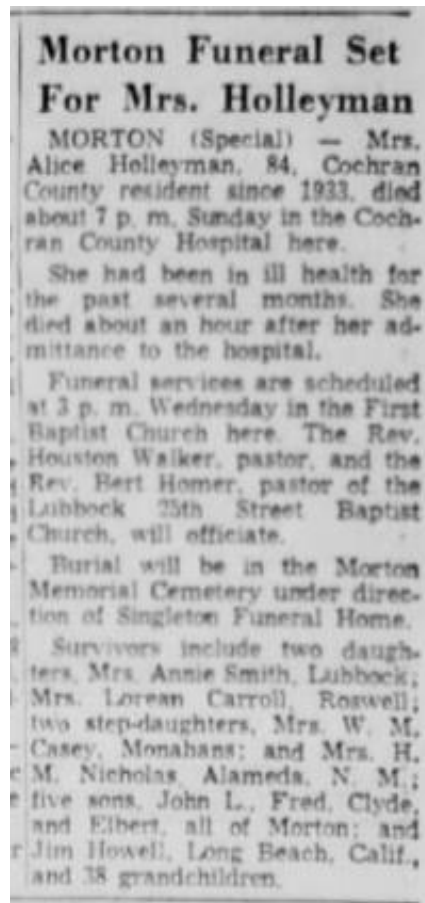 Morton Funeral Set
For Mrs. Holleyman
MORTON (Special) — Mrs.
Alice Holleyman, 84, Cochran
County resident since 1933, died
about 7 p. m. Sunday in the Coch-
ran County Hospital here.
She had been in ill health for
the past several months. She
died about an hour after her ad-
mittance to the hospital.
Funeral services are scheduled
at 3 p. m. Wednesday in the First
Baptist Church here. The Rev.
Houston Walker, pastor, and the
Rev. Bert Homer, pastor of the
Lubbock 25th Street Baptist
Church, will officiate.
Burial will be in the Morton
Memorial Cemetery under direc-
tion of Singleton Funeral Home.
Survivors include two daugh-
ters, Mrs. Annie Smith, Lubbock;
Mrs. Lorean Carroll, Roswell;
two step-daughters, Mrs. W. M.
Casey, Monahans; and Mrs. H.
M. Nicholas, Alameda, N. M.;
five sons, John L., Fred, Clyde,
and Elbert, all of Morton; and
Jim Howell, Long Beach, Calif.,
and 38 grandchildren.